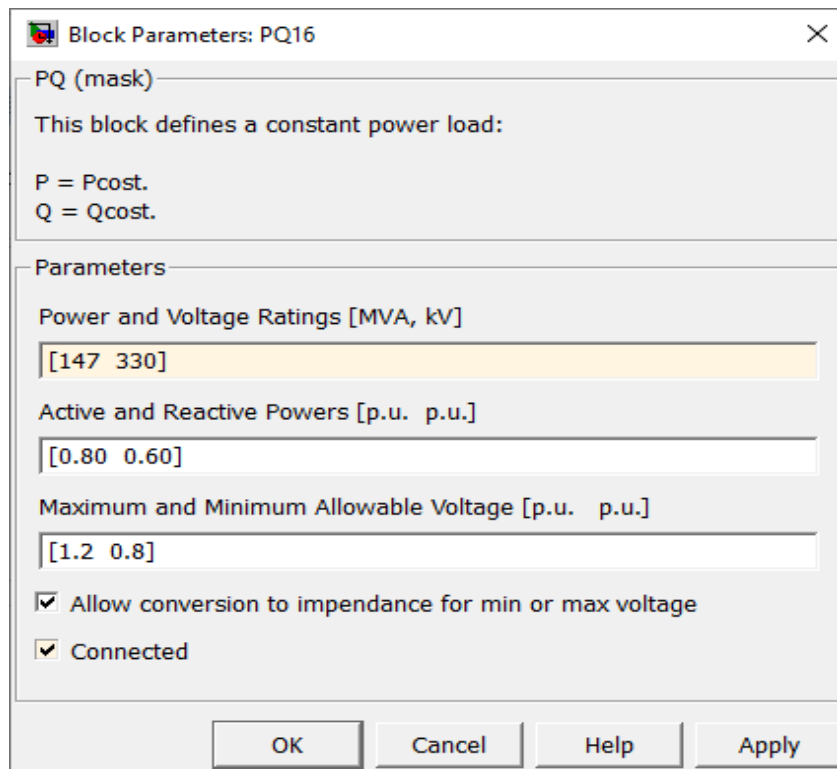 Block Parameters: PQ16
PQ (mask)
This block defines a constant power load:
P = Pcost.
Q = Qcost.
Parameters
Power and Voltage Ratings [MVA, kV]
[147 330]
Active and Reactive Powers [p.u. p.u.]
[0.80 0.60]
Maximum and Minimum Allowable Voltage [p.u. p.u.]
[1.2 0.8]
Allow conversion to impendance for min or max voltage
Connected
OK Cancel Help Apply